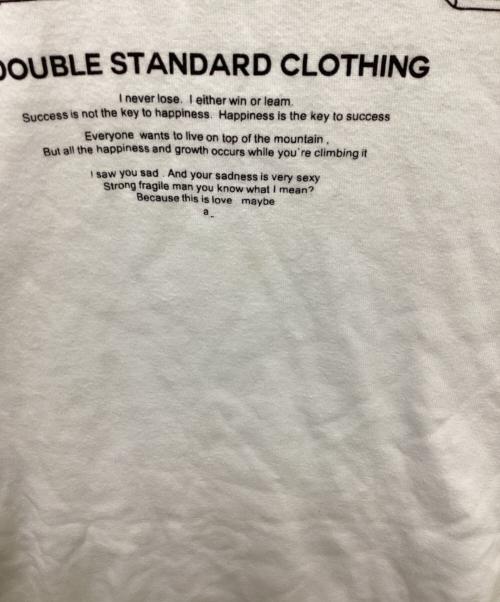 DOUBLE STANDARD CLOTHING
I never lose. I either win or learn.
Success is not the key to happiness. Happiness is the key to success
Everyone wants to live on top of the mountain,
But all the happiness and growth occurs while you're climbing it
I saw you sad. And your sadness is very sexy
Strong fragile man you know what I mean?
Because this is love maybe
a_